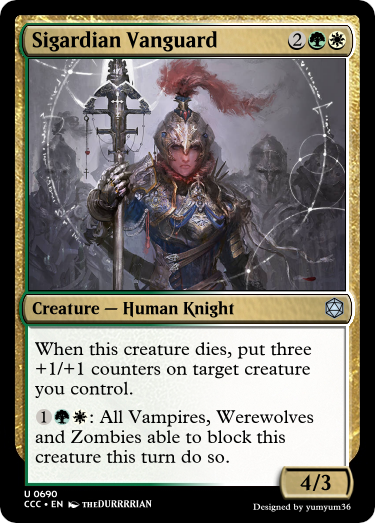 Sigardian Vanguard 2
Creature — Human Knight
When this creature dies, put three
+1/+1 counters on target creature
you control.
1: All Vampires, Werewolves
and Zombies able to block this
creature this turn do so.
4/3
U 0690
CCC • EN THEDURRRRIAN
Designed by yumyum36